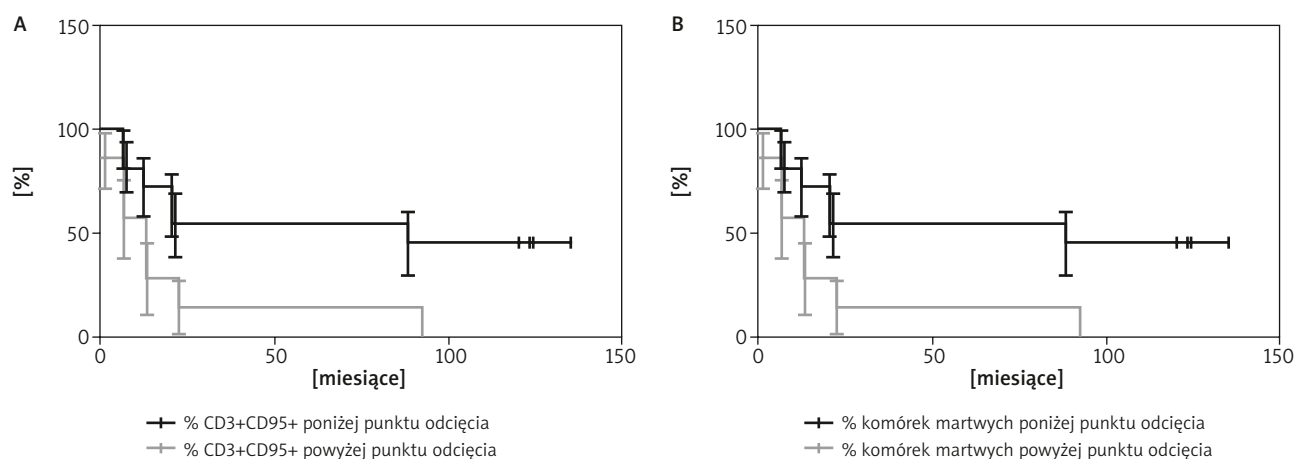 A
150
100
50
0
[%]
0
50
100
150
[miesiące]
% CD3+CD95+ poniżej punktu odcięcia
% CD3+CD95+ powyżej punktu odcięcia
B
150
100
50
0
[%]
0
50
100
150
[miesiące]
% komórek martwych poniżej punktu odcięcia
% komórek martwych powyżej punktu odcięcia